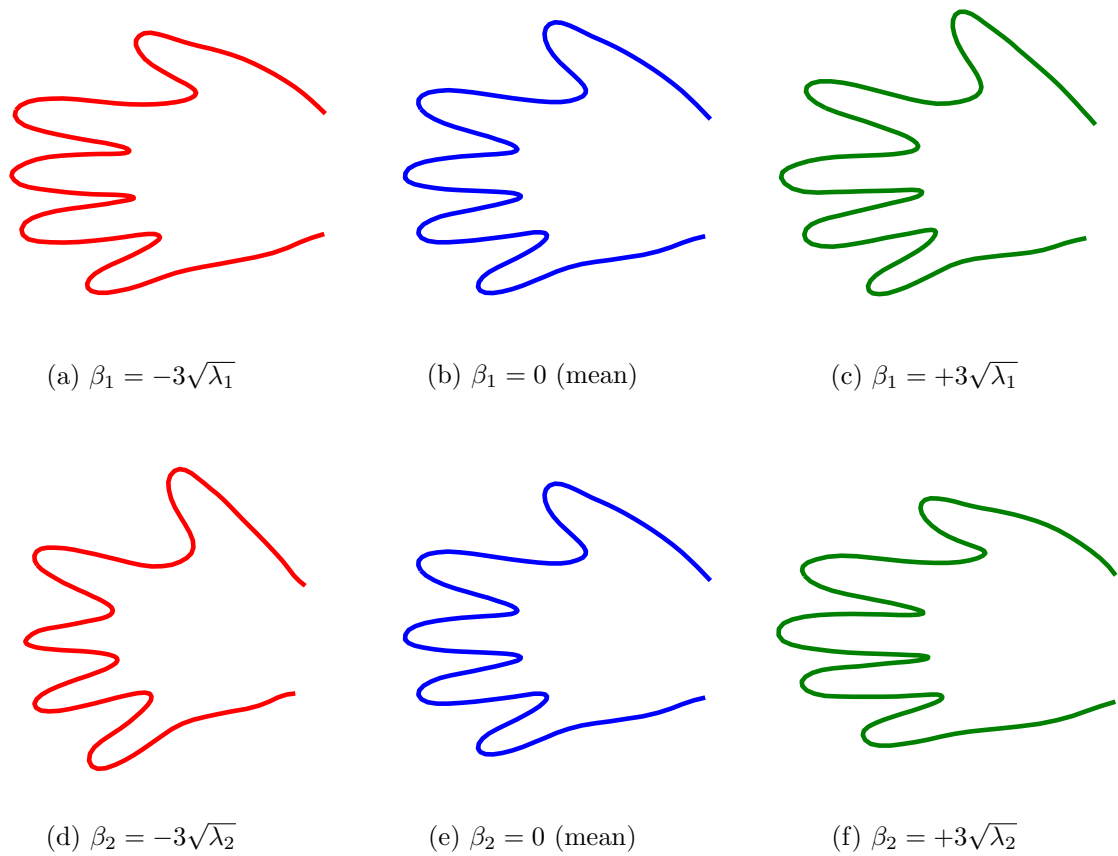 (a) β₁ = −3√λ₁
(b) β₁ = 0 (mean)
(c) β₁ = +3√λ₁
(d) β₂ = −3√λ₂
(e) β₂ = 0 (mean)
(f) β₂ = +3√λ₂